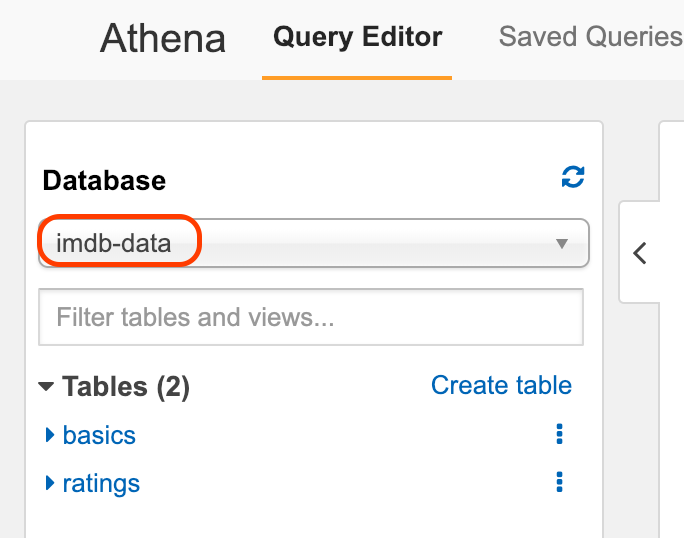 Athena Query Editor Saved Queries
Database
imdb-data
Filter tables and views...
Tables (2) Create table
basics
ratings